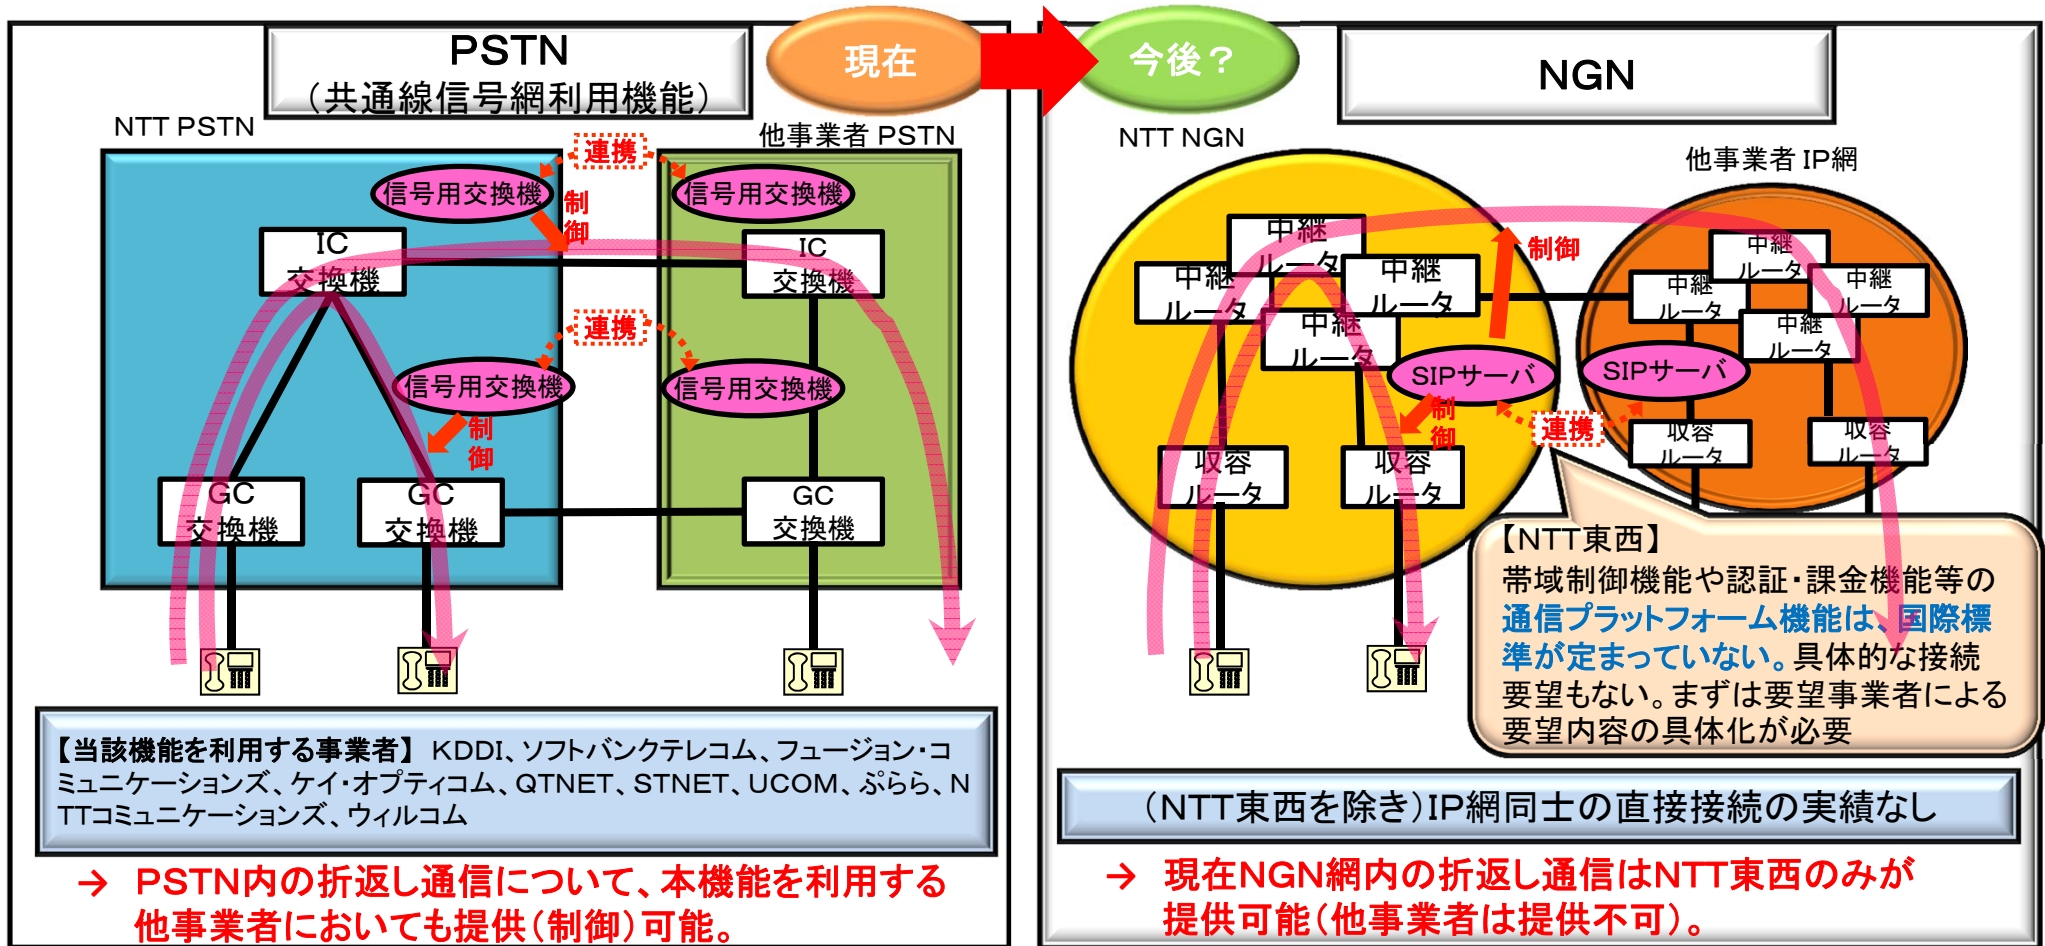 PSTN
（共通線信号網利用機能）
現在
NTT PSTN
他事業者 PSTN
連携
信号用交換機
信号用交換機
制
御
IC
交換機
IC
交換機
連携
信号用交換機
信号用交換機
制
御
GC
交換機
GC
交換機
GC
交換機
【当該機能を利用する事業者】 KDDI、ソフトバンクテレコム、フュージョン・コ
ミュニケーションズ、ケイ・オプティコム、QTNET、STNET、UCOM、ぷらら、N
TTコミュニケーションズ、ウィルコム
→ PSTN内の折返し通信について、本機能を利用する
他事業者においても提供（制御）可能。
今後？
NGN
NTT NGN
他事業者 IP網
中継
ルータ
中継
ルータ
中継
ルータ
中継
ルータ
制御
中継
ルータ
中継
ルータ
中継
ルータ
中継
ルータ
SIPサーバ
SIPサーバ
制
御
連携
収容
ルータ
収容
ルータ
収容
ルータ
収容
ルータ
【NTT東西】
帯域制御機能や認証・課金機能等の
通信プラットフォーム機能は、国際標
準が定まっていない。具体的な接続
要望もない。まずは要望事業者による
要望内容の具体化が必要
（NTT東西を除き）IP網同士の直接接続の実績なし
→ 現在NGN網内の折返し通信はNTT東西のみが
提供可能（他事業者は提供不可）。